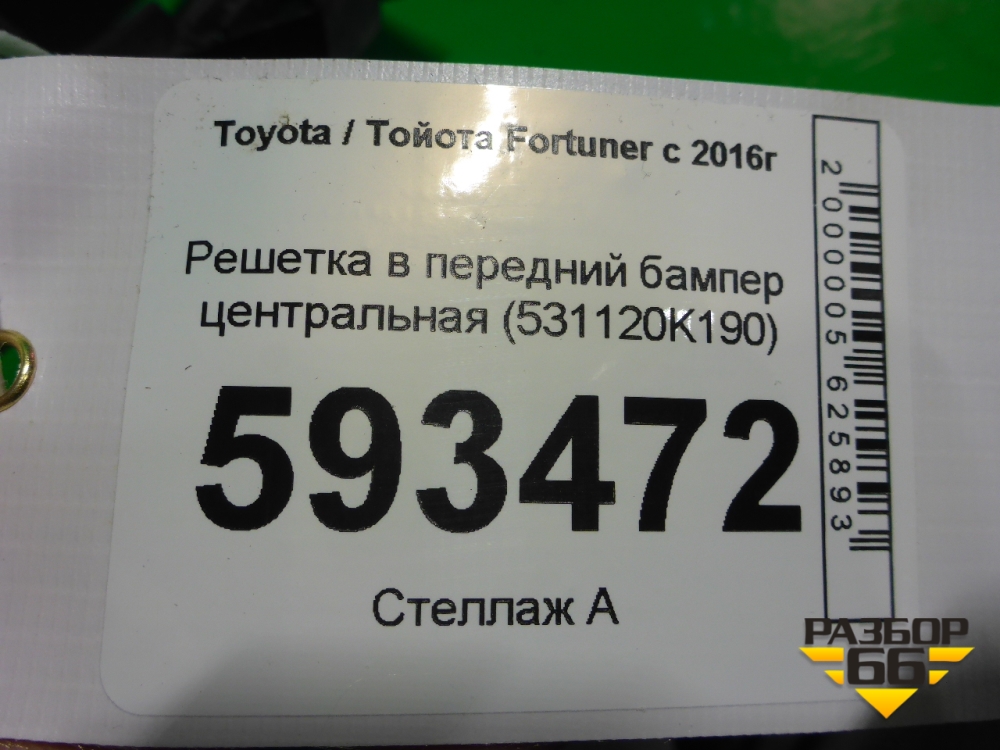 Toyota / Тойота Fortuner с 2016г
Решетка в передний бампер
центральная (531120K190)
593472
Стеллаж А
2000005625893
РАЗБОР
66